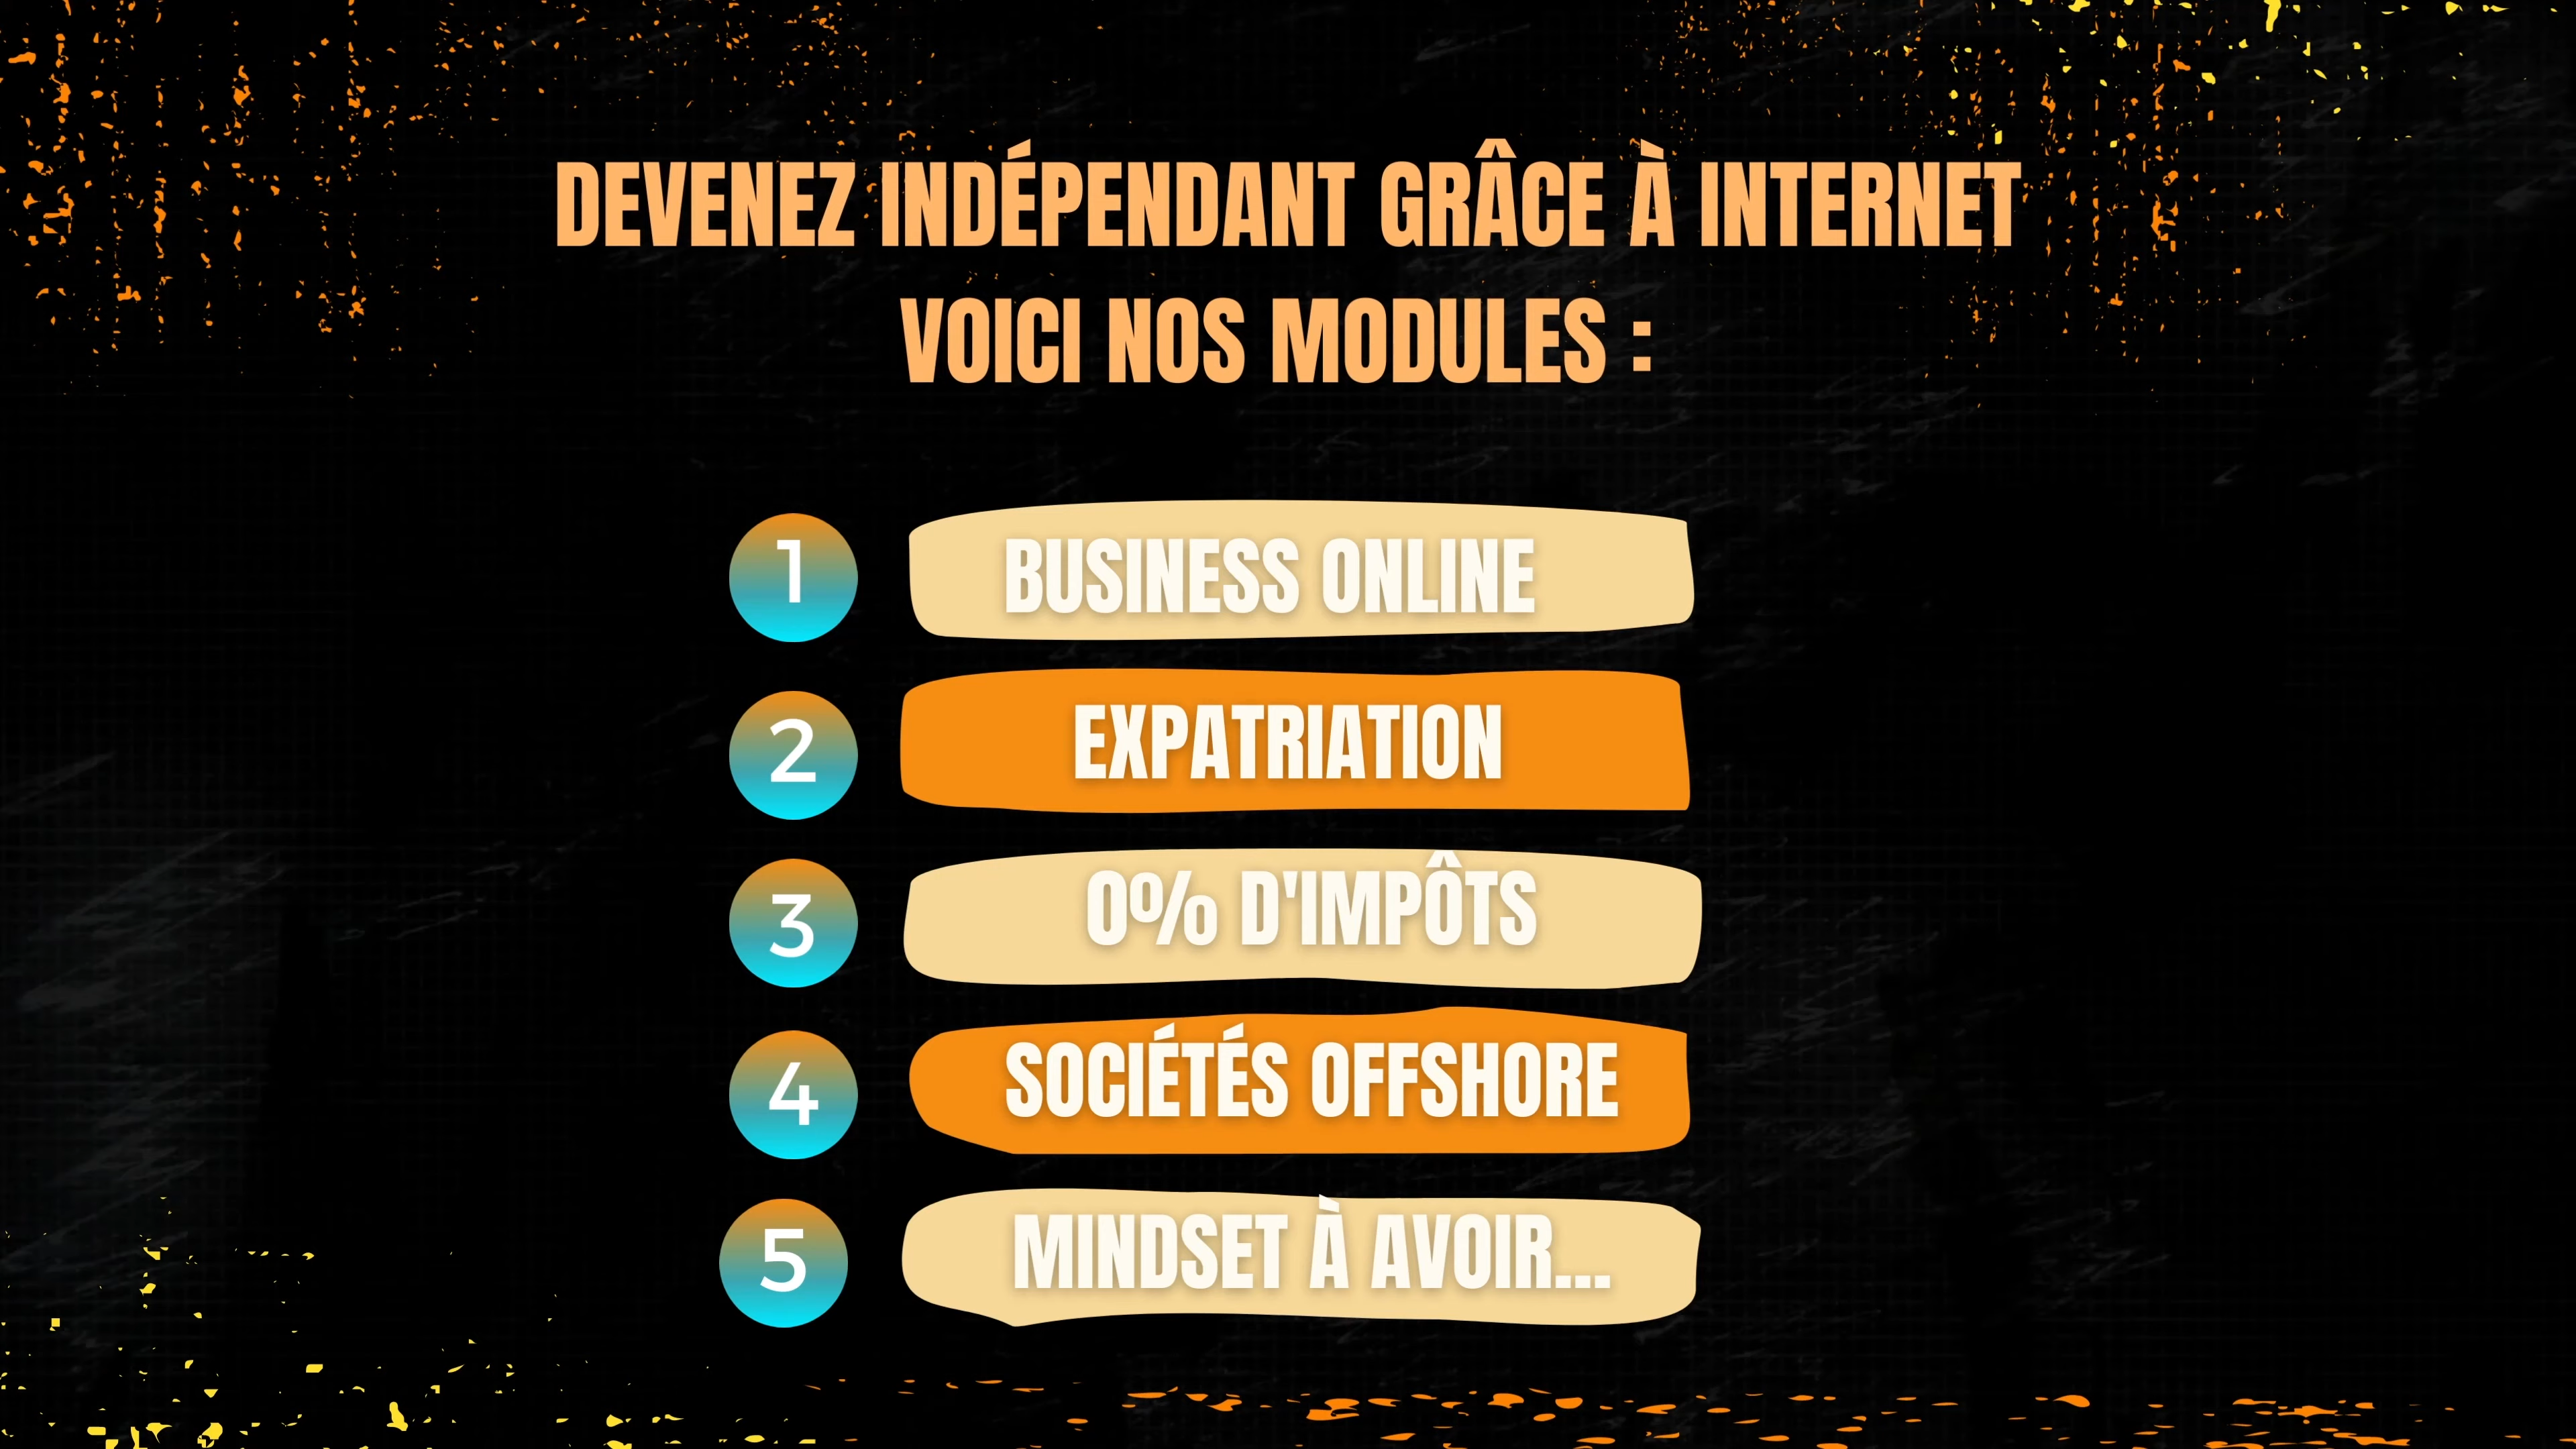 DEVENEZ INDÉPENDANT GRÂCE À INTERNET
VOICI NOS MODULES :
1 BUSINESS ONLINE
2 EXPATRIATION
3 0% D'IMPÔTS
4 SOCIÉTÉS OFFSHORE
5 MINDSET À AVOIR...